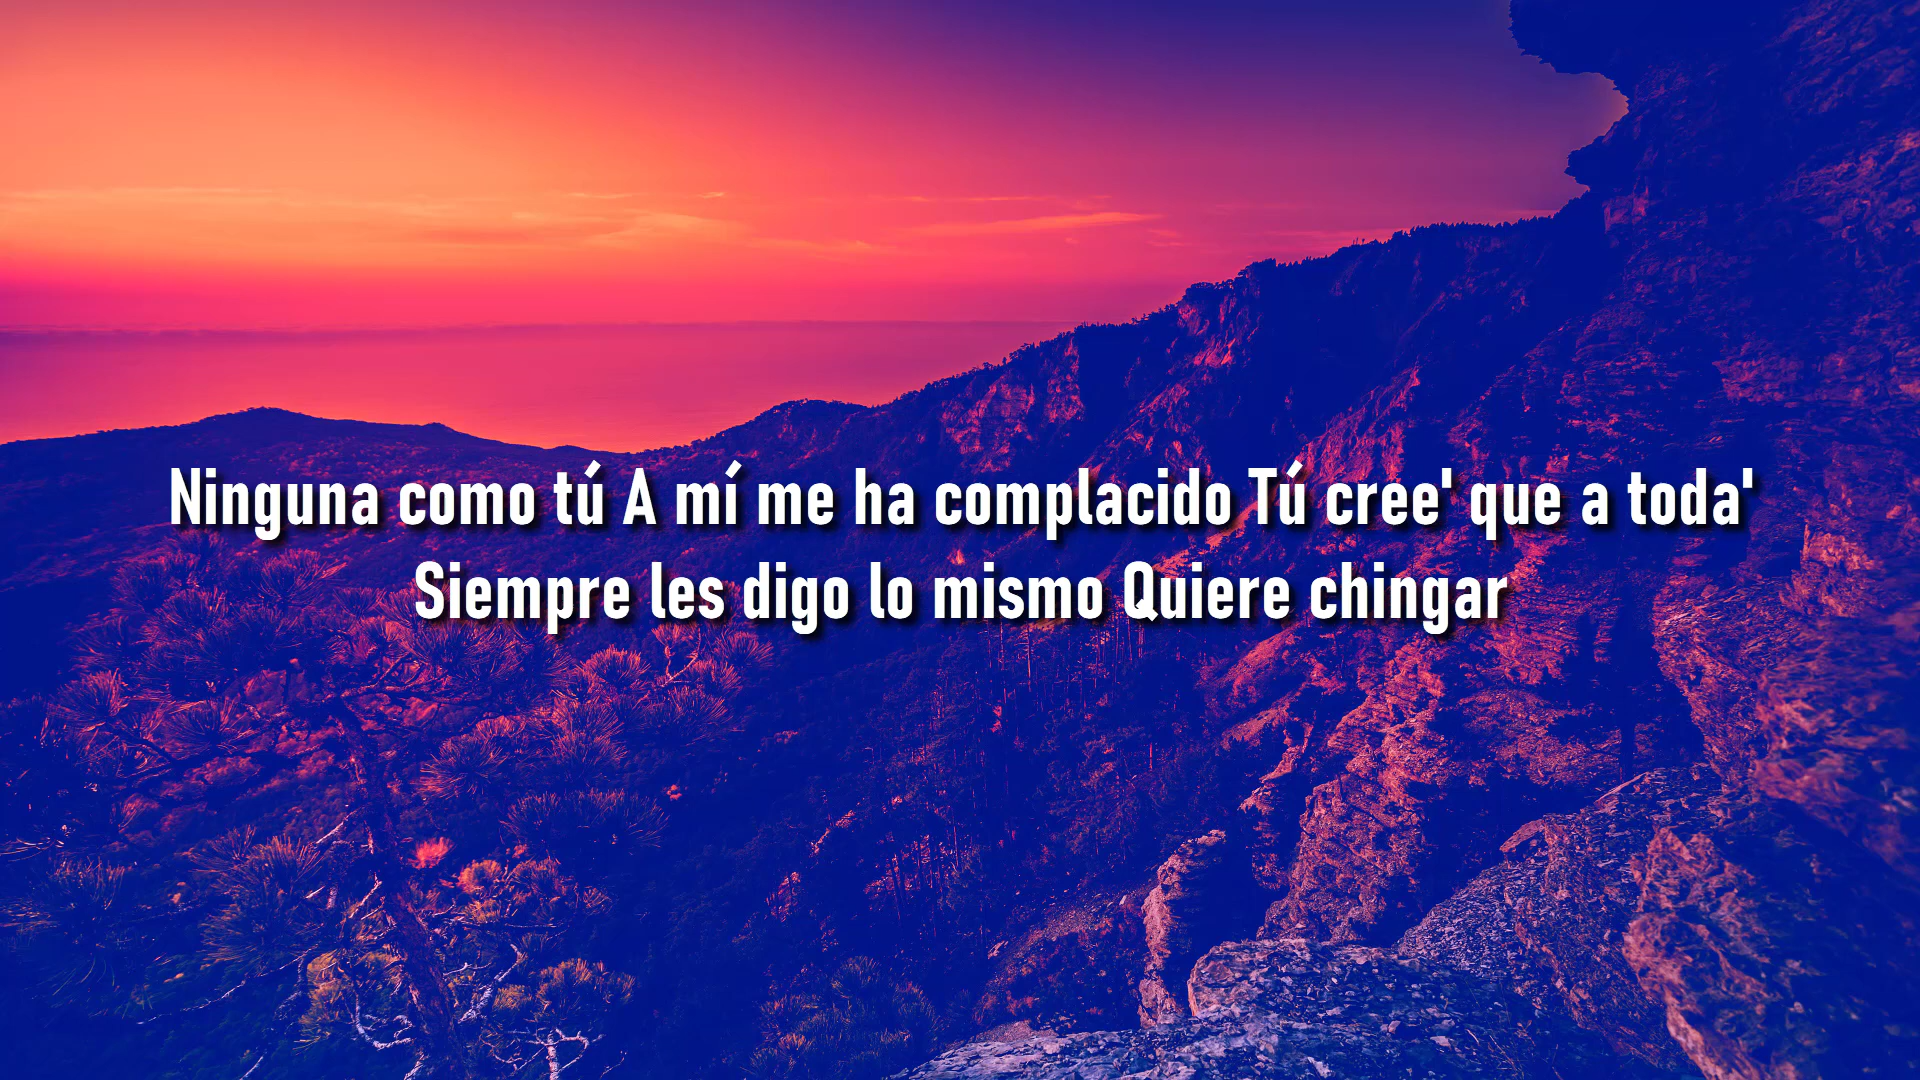 Ninguna como tú A mí me ha complacido Tú cree' que a toda'
Siempre les digo lo mismo Quiere chingar